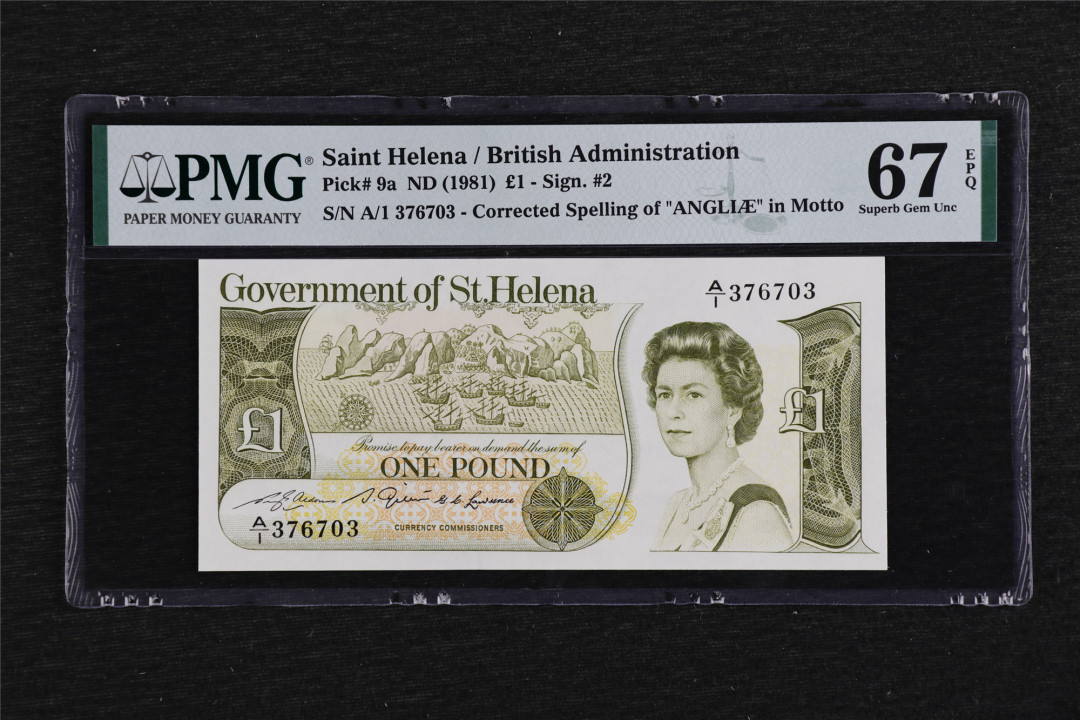 PMG®
PAPER MONEY GUARANTY
Saint Helena / British Administration
Pick# 9a ND (1981) £1 - Sign. #2
S/N A/1 376703 - Corrected Spelling of "ANGLIÆ" in Motto
67
EPQ
Superb Gem Unc
Government of St.Helena
A/1 376703
£1
£1
Promise to pay bearer on demand the sum of
ONE POUND
A/1 376703
CURRENCY COMMISSIONERS